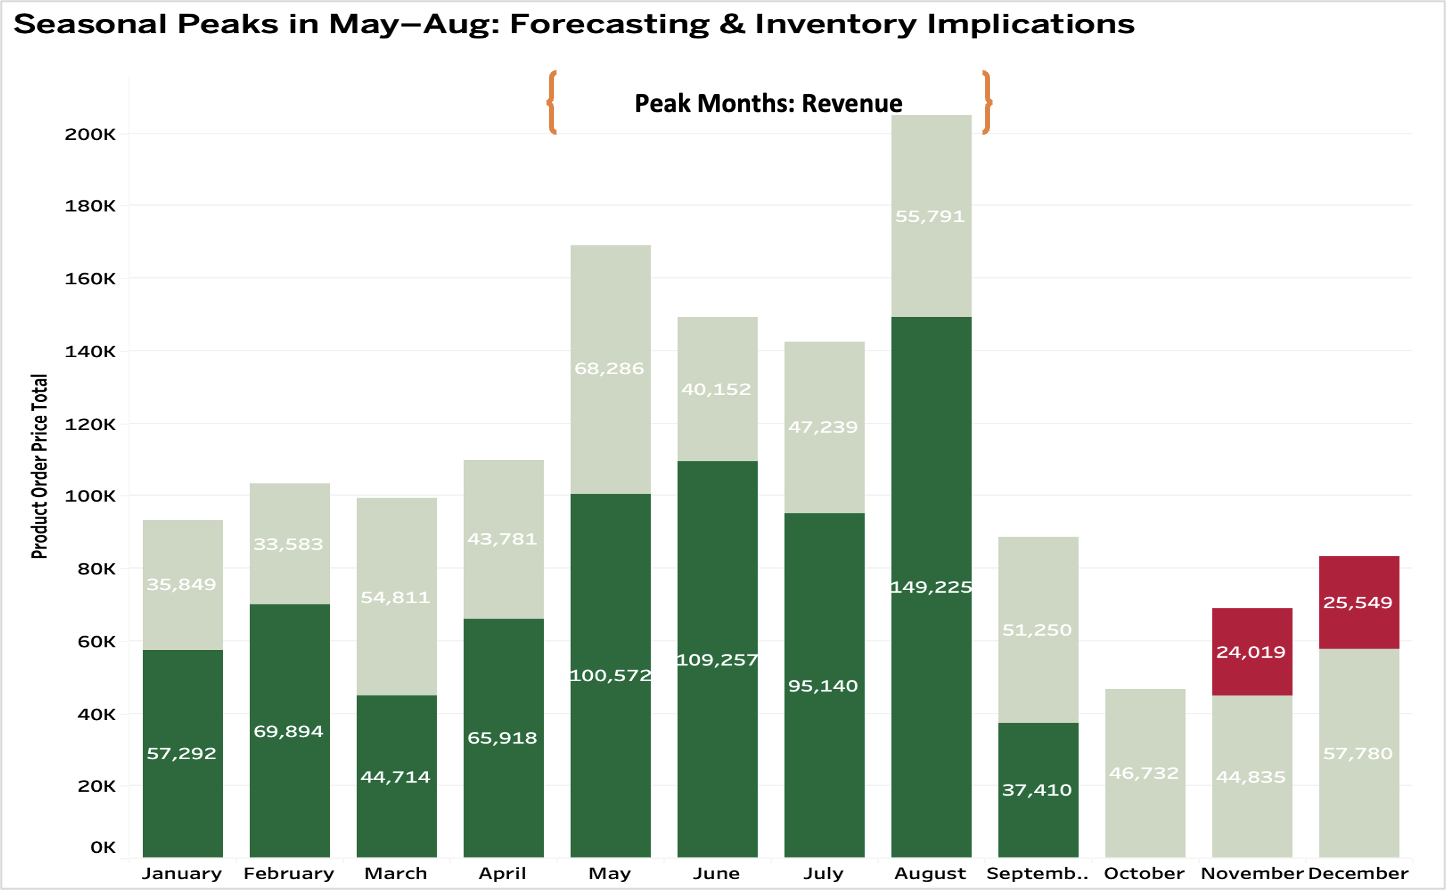 Seasonal Peaks in May–Aug: Forecasting & Inventory Implications
Peak Months: Revenue
Product Order Price Total
200K
180K
160K
140K
120K
100K
80K
60K
40K
20K
0K
35,849
57,292
33,583
69,894
54,811
44,714
43,781
65,918
68,286
100,572
40,152
109,257
47,239
95,140
55,791
149,225
51,250
37,410
46,732
24,019
44,835
25,549
57,780
January February March April May June July August Septemb.. October November December